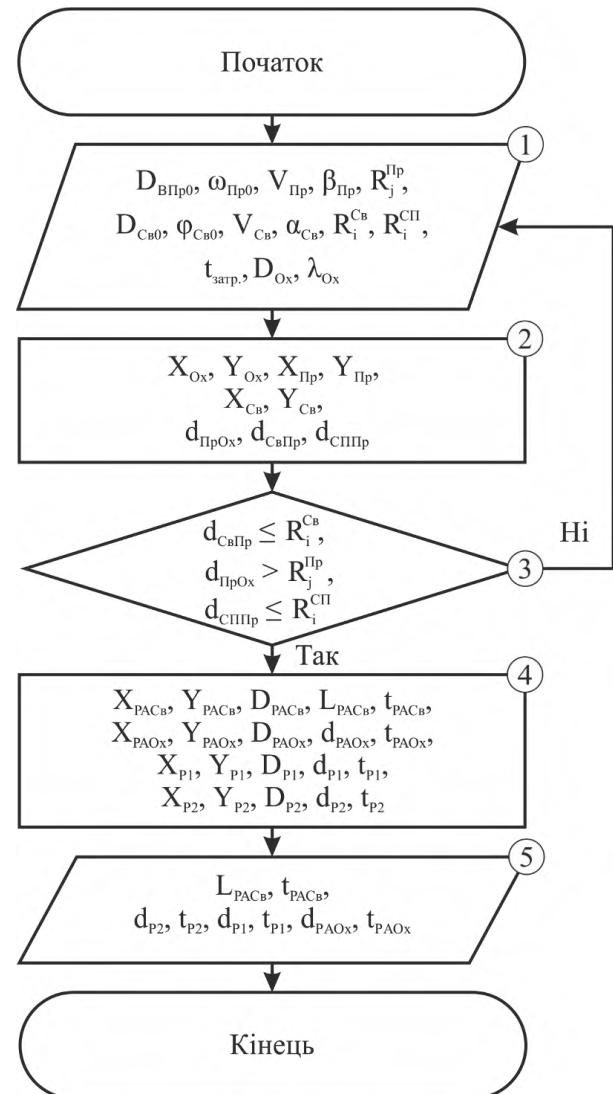 Початок
1
D_ВПр0, ω_Пр0, V_Пр, β_Пр, R_j^Пр,
D_Св0, φ_Св0, V_Св, α_Св, R_i^Св, R_i^СП,
t_затр., D_Ох, λ_Ох
2
X_Ох, Y_Ох, X_Пр, Y_Пр,
X_Св, Y_Св,
d_ПрОх, d_СвПр, d_СППр
d_СвПр ≤ R_i^Св,
d_ПрОх > R_j^Пр,
d_СППр ≤ R_i^СП
3
Ні
Так
4
X_РАСв, Y_РАСв, D_РАСв, L_РАСв, t_РАСв,
X_РАОх, Y_РАОх, D_РАОх, d_РАОх, t_РАОх,
X_Р1, Y_Р1, D_Р1, d_Р1, t_Р1,
X_Р2, Y_Р2, D_Р2, d_Р2, t_Р2
5
L_РАСв, t_РАСв,
d_Р2, t_Р2, d_Р1, t_Р1, d_РАОх, t_РАОх
Кінець